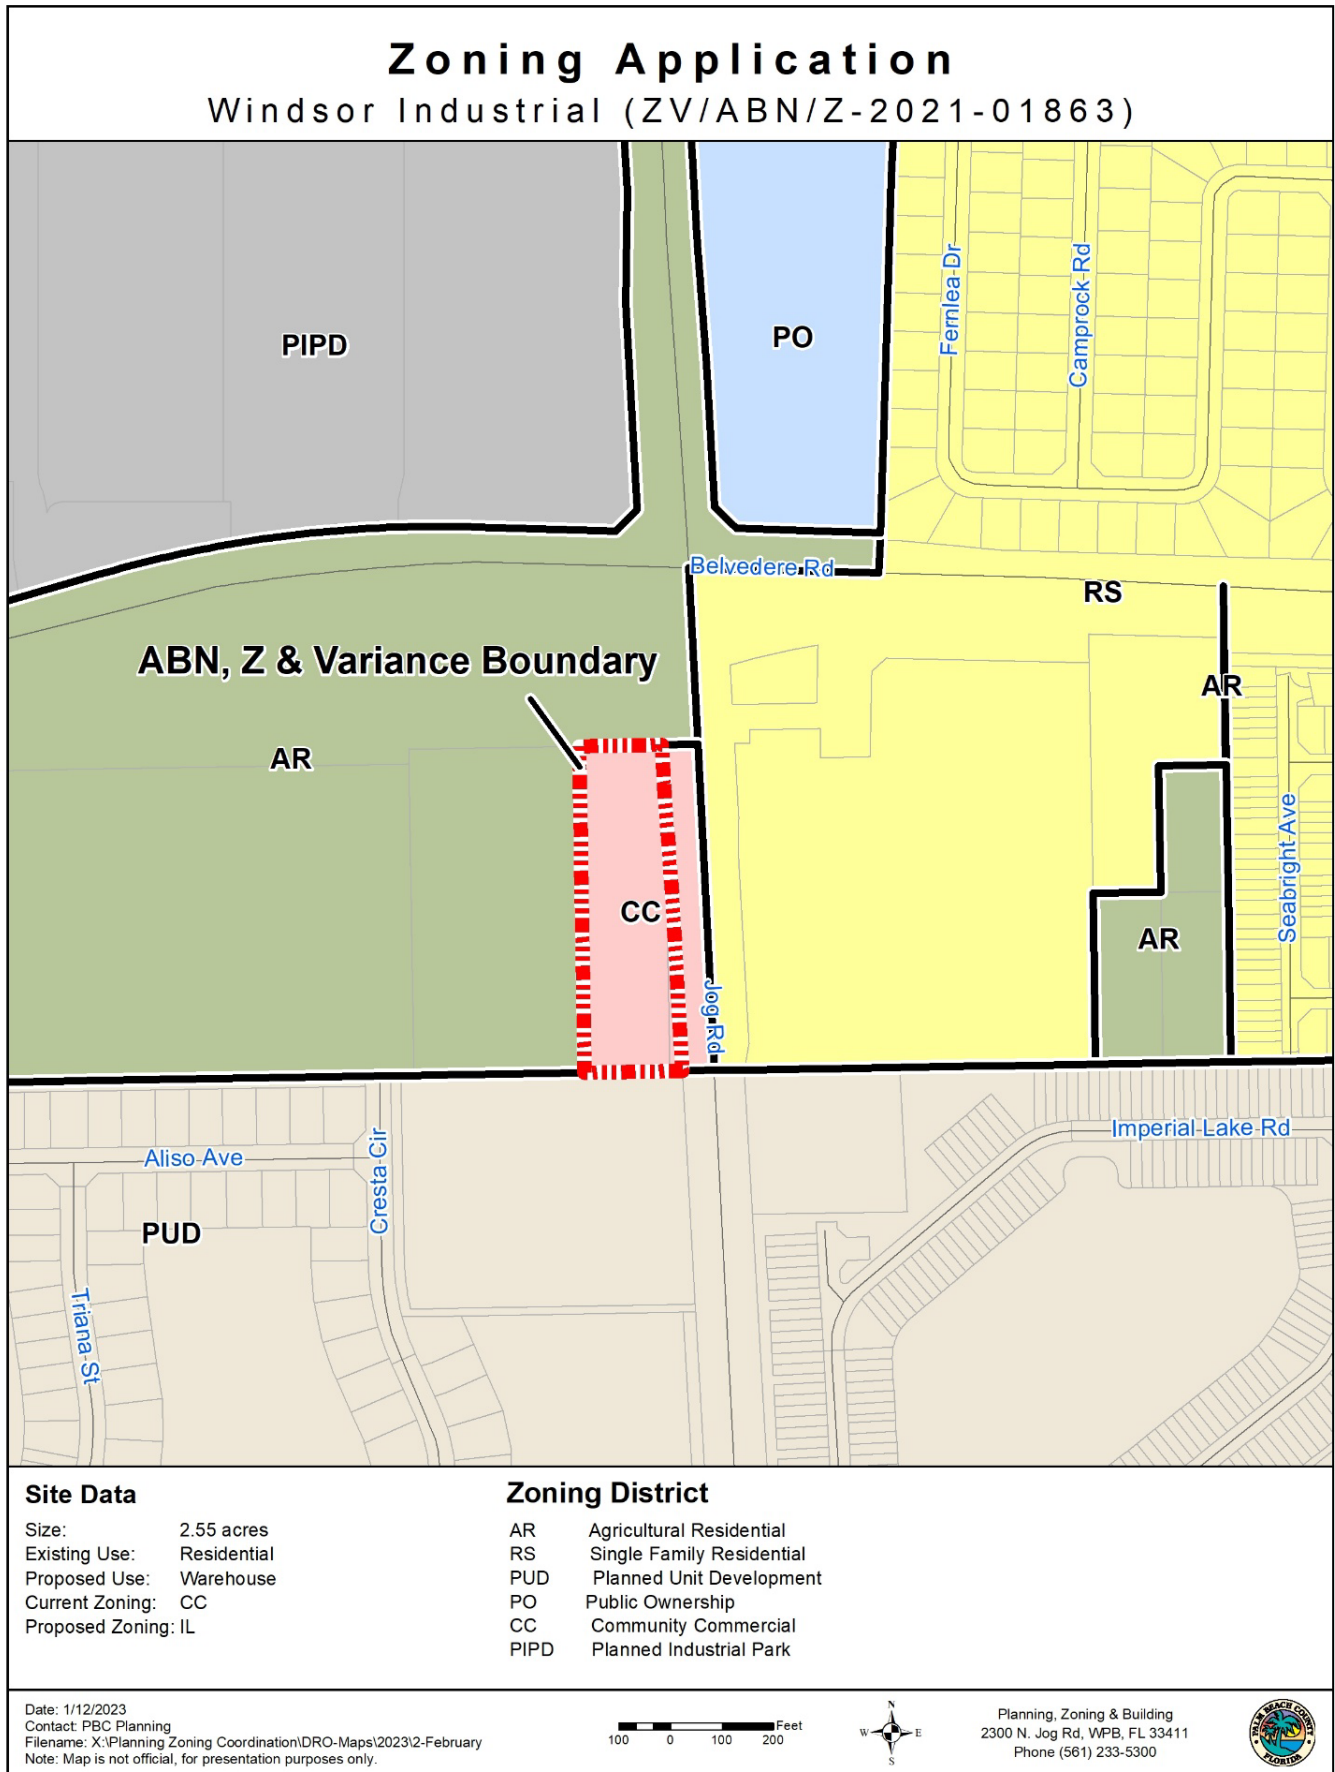 Zoning Application
Windsor Industrial (ZV/ABN/Z-2021-01863)
PIPD
PO
Fernlea Dr
Camprock Rd
Belvedere Rd
RS
ABN, Z & Variance Boundary
AR
AR
CC
AR
Seabright Ave
Jog Rd
Imperial Lake Rd
Aliso Ave
Cresta Cir
PUD
Triana St
Site Data
Size: 2.55 acres
Existing Use: Residential
Proposed Use: Warehouse
Current Zoning: CC
Proposed Zoning: IL
Zoning District
AR Agricultural Residential
RS Single Family Residential
PUD Planned Unit Development
PO Public Ownership
CC Community Commercial
PIPD Planned Industrial Park
Date: 1/12/2023
Contact: PBC Planning
Filename: X:\Planning Zoning Coordination\DRO-Maps\2023\2-February
Note: Map is not official, for presentation purposes only.
100 0 100 200 Feet
N
W E
S
Planning, Zoning & Building
2300 N. Jog Rd, WPB, FL 33411
Phone (561) 233-5300
PALM BEACH COUNTY
FLORIDA